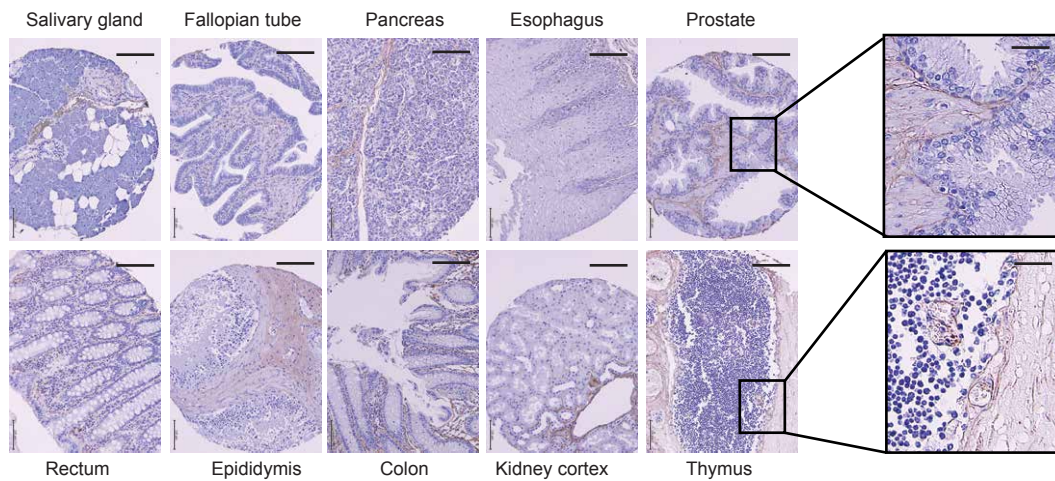 Salivary gland Fallopian tube Pancreas Esophagus Prostate
Rectum Epididymis Colon Kidney cortex Thymus